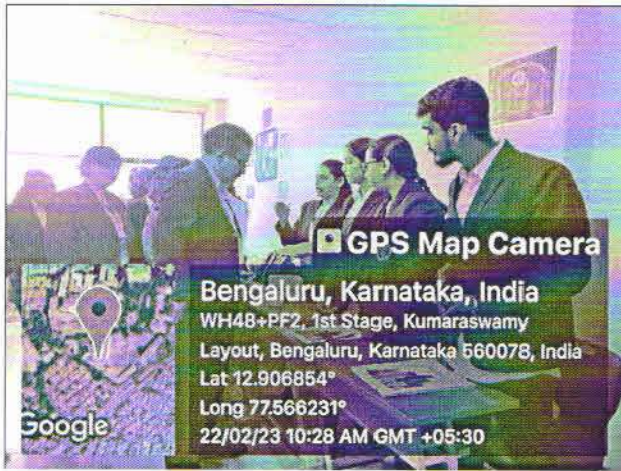 GPS Map Camera
Bengaluru, Karnataka, India
WH48+PF2, 1st Stage, Kumaraswamy
Layout, Bengaluru, Karnataka 560078, India
Lat 12.906854°
Long 77.566231°
22/02/23 10:28 AM GMT +05:30
Google